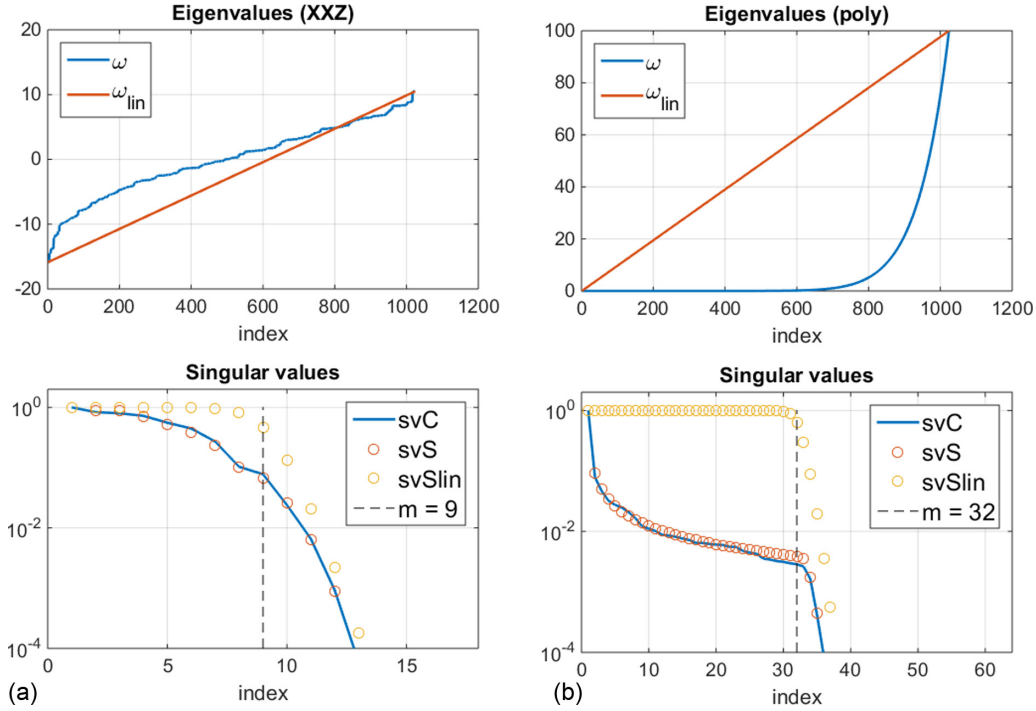 Eigenvalues (XXZ)
20
10
0
-10
-20
ω
ω_lin
0 200 400 600 800 1000 1200
index
Eigenvalues (poly)
100
80
60
40
20
0
ω
ω_lin
0 200 400 600 800 1000 1200
index
Singular values
10^0
10^-2
10^-4
svC
svS
svSlin
m = 9
0 5 10 15
index
(a)
Singular values
10^0
10^-2
10^-4
svC
svS
svSlin
m = 32
0 10 20 30 40 50 60
index
(b)